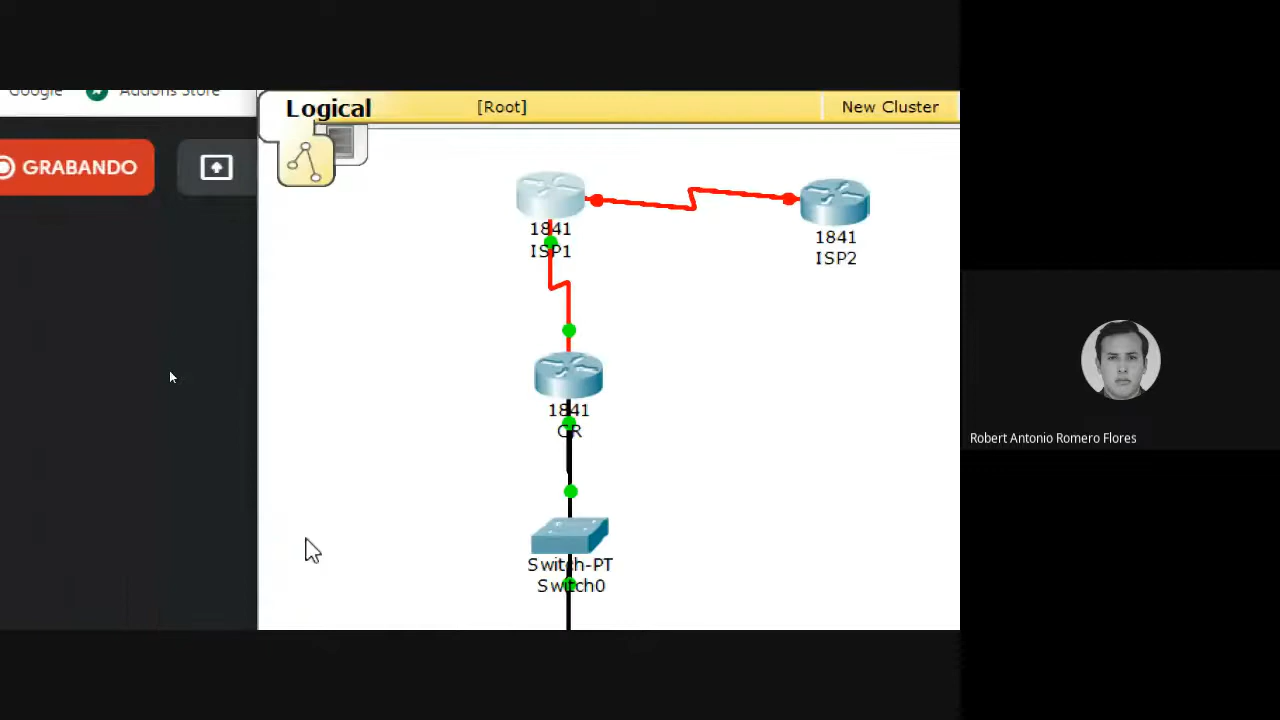 Google Addons Store
Logical [Root] New Cluster
GRABANDO
1841
ISP1
1841
ISP2
1841
CR
Robert Antonio Romero Flores
Switch-PT
Switch0